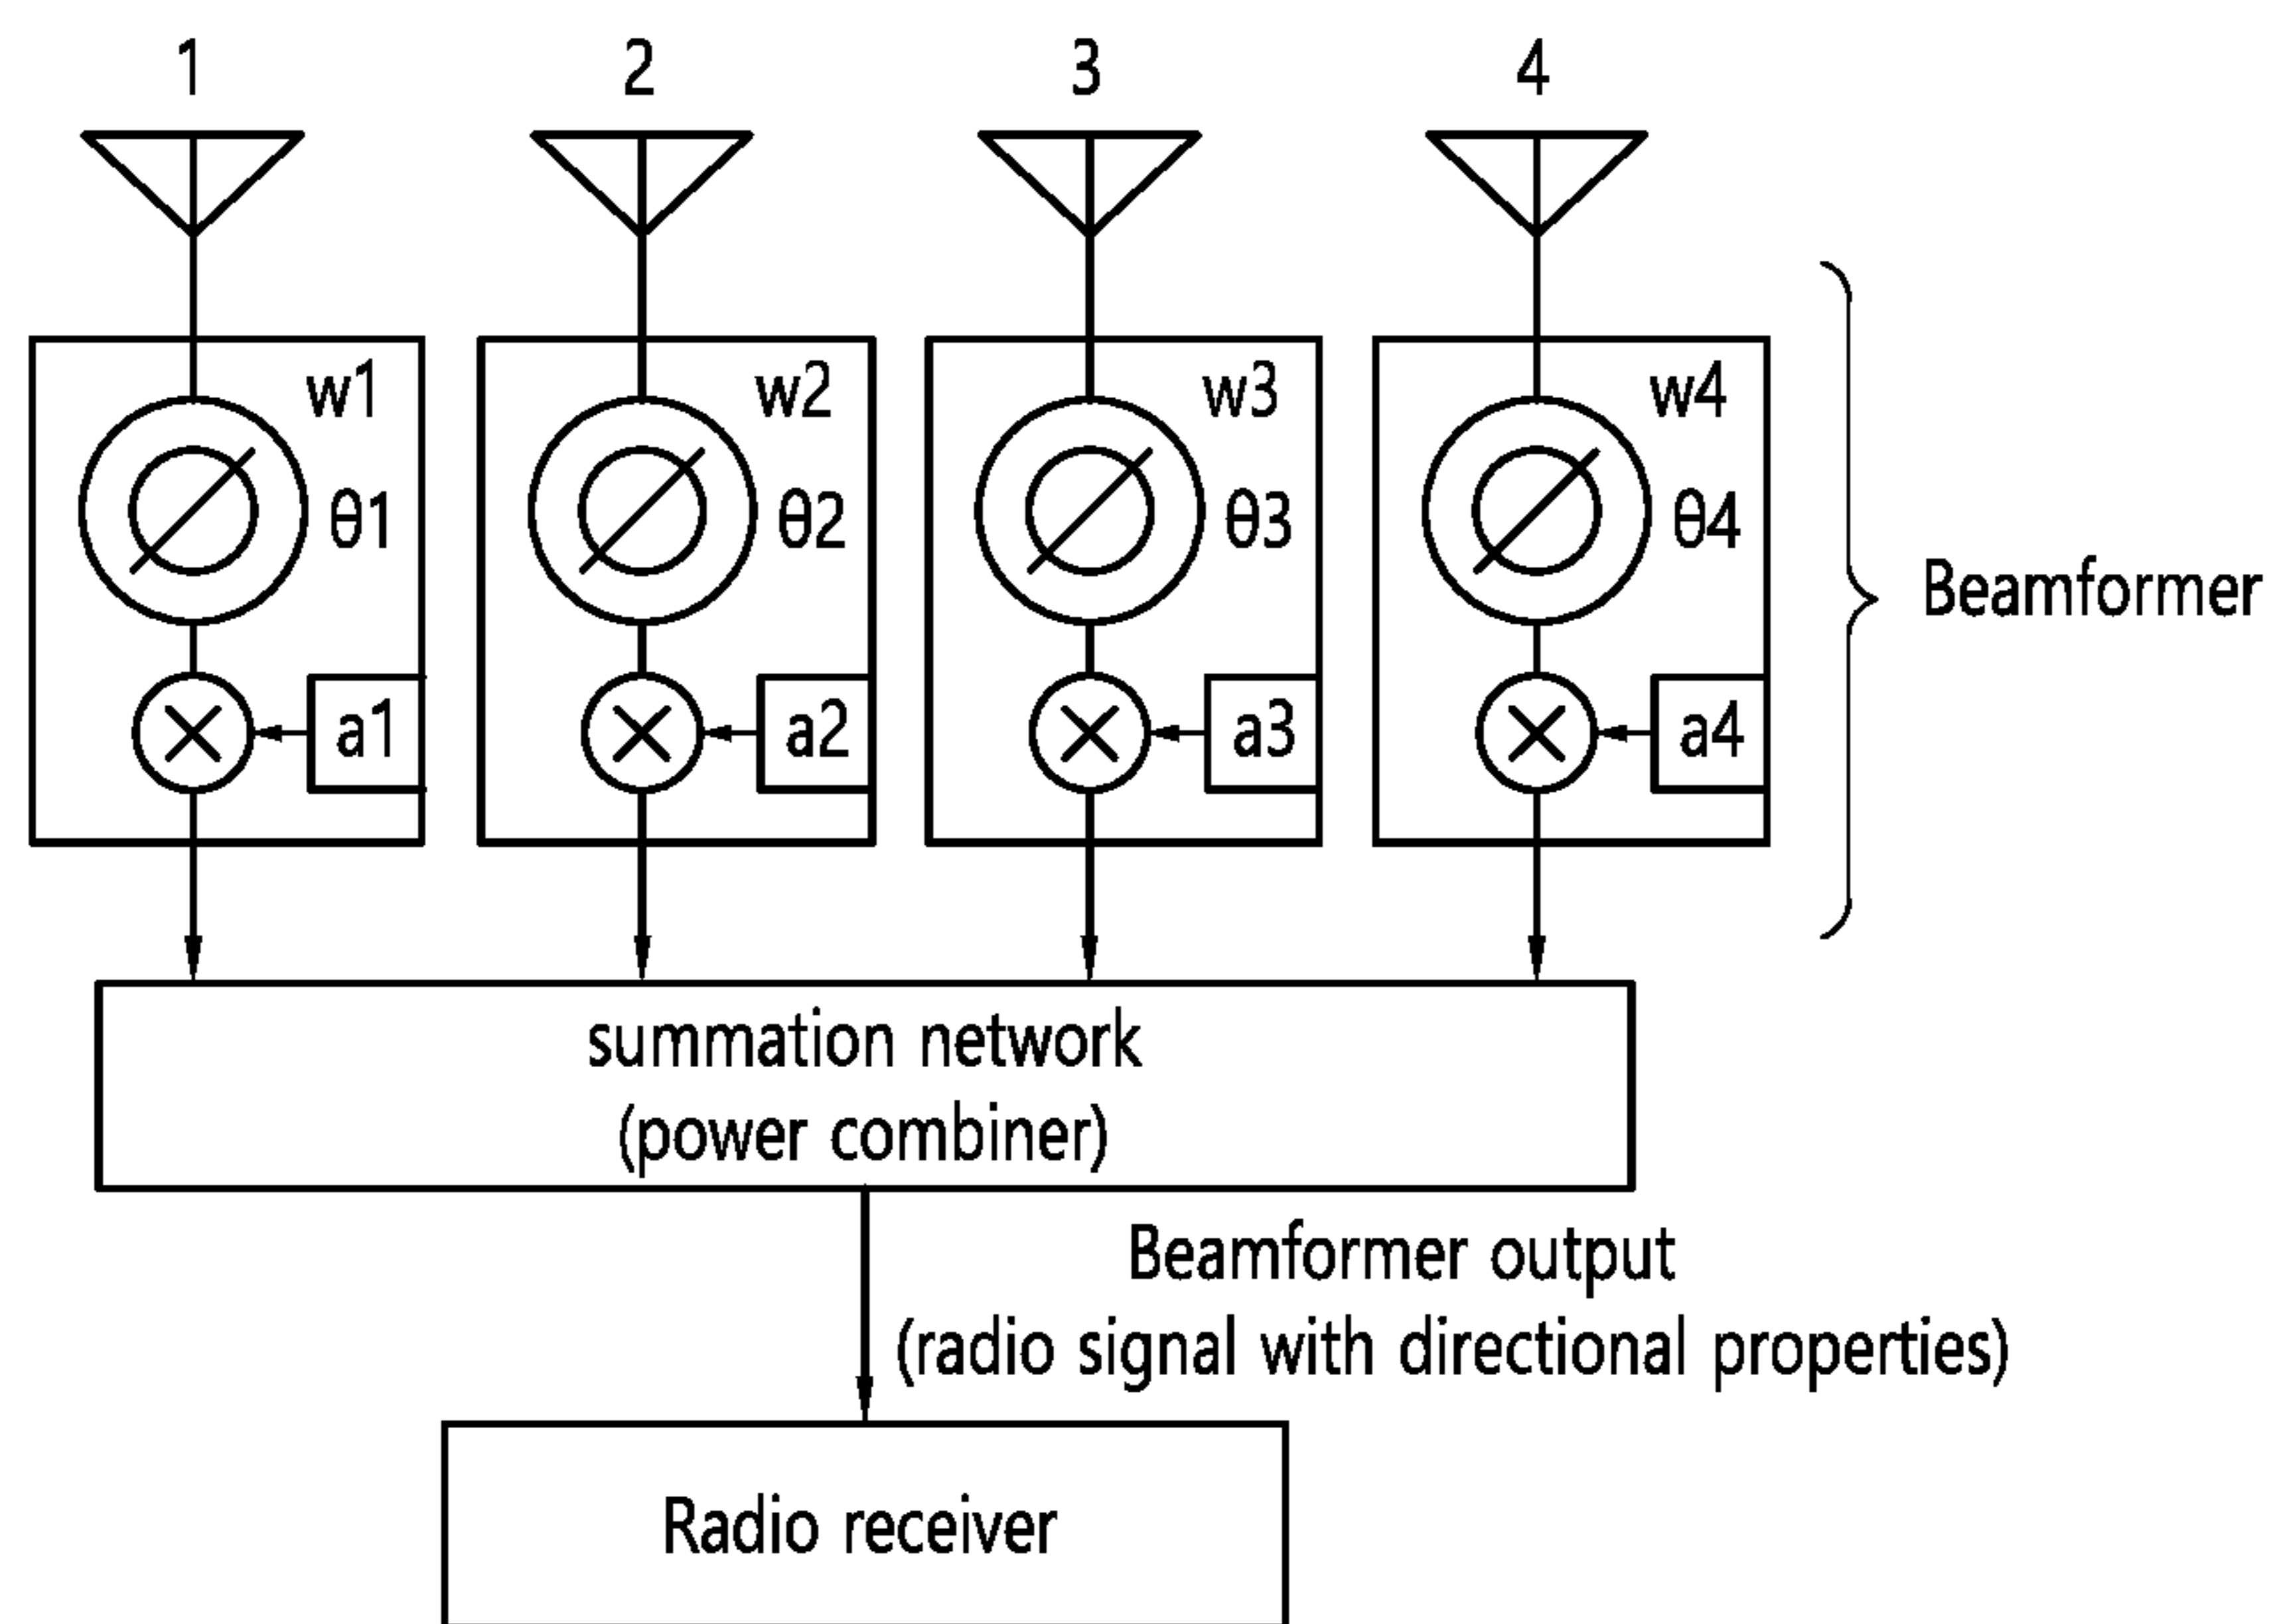 1 2 3 4
w1 w2 w3 w4
θ1 θ2 θ3 θ4
Beamformer
a1 a2 a3 a4
summation network
(power combiner)
Beamformer output
(radio signal with directional properties)
Radio receiver